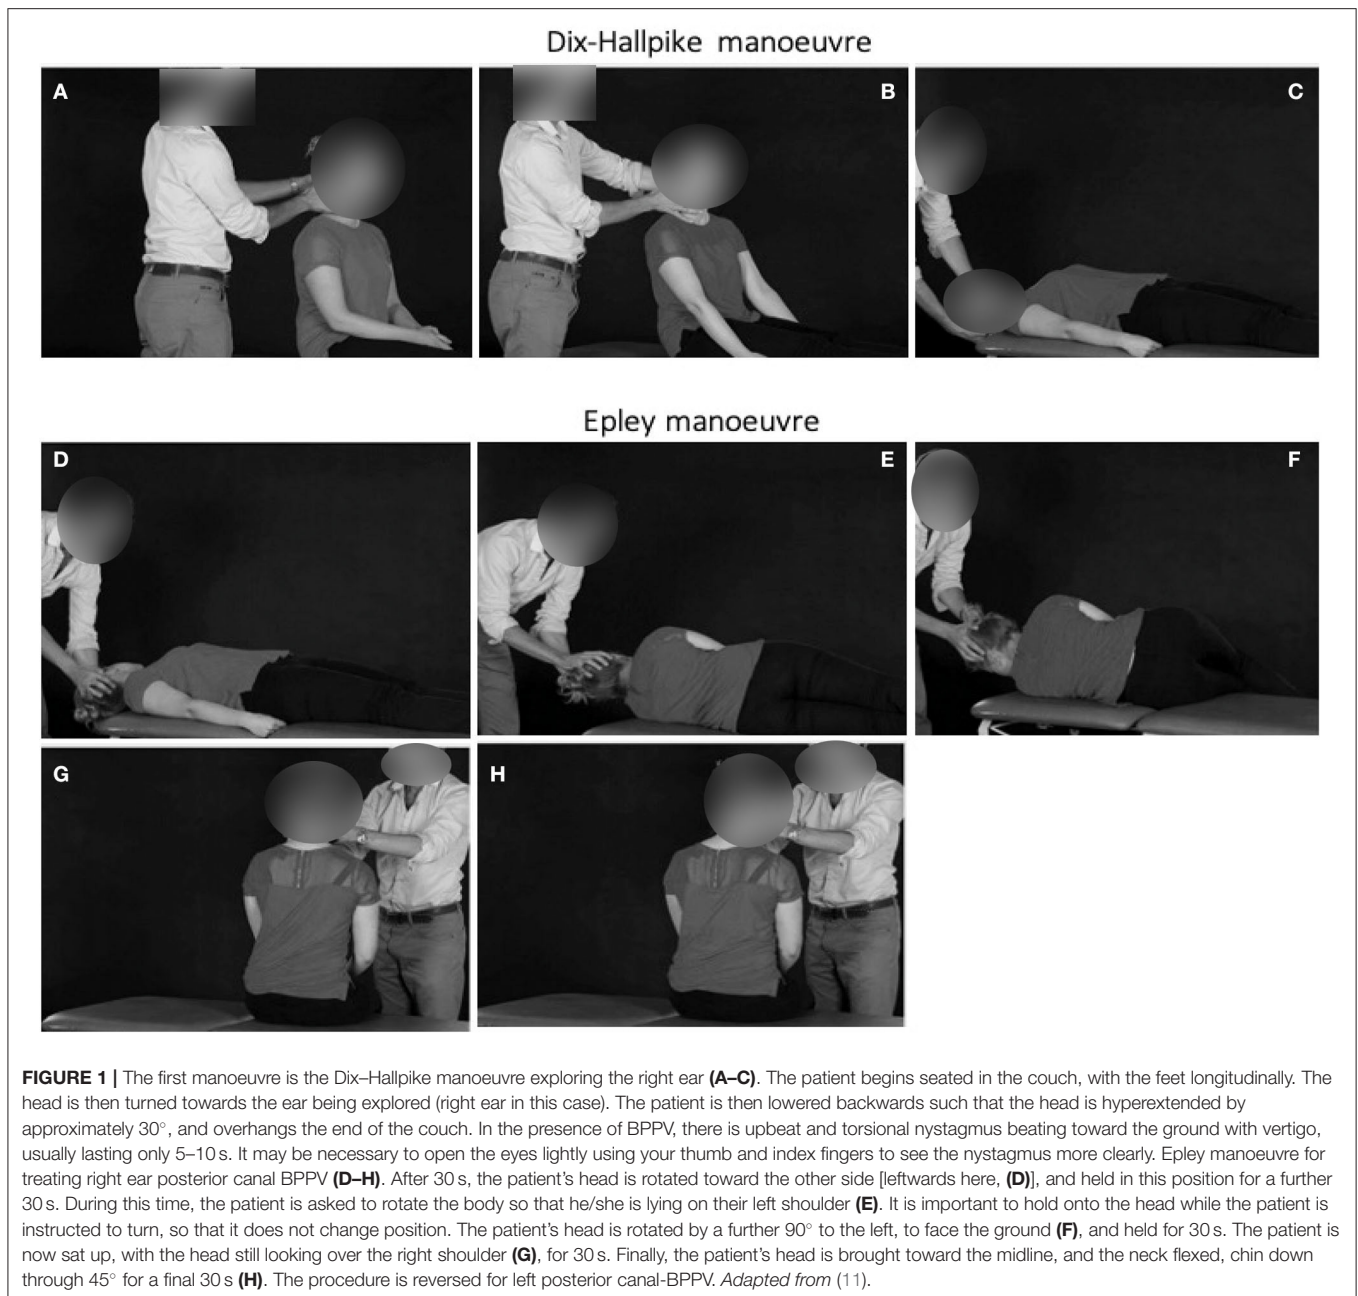 Dix-Hallpike manoeuvre
A
B
C
Epley manoeuvre
D
E
F
G
H
FIGURE 1 | The first manoeuvre is the Dix–Hallpike manoeuvre exploring the right ear (A–C). The patient begins seated in the couch, with the feet longitudinally. The
head is then turned towards the ear being explored (right ear in this case). The patient is then lowered backwards such that the head is hyperextended by
approximately 30°, and overhangs the end of the couch. In the presence of BPPV, there is upbeat and torsional nystagmus beating toward the ground with vertigo,
usually lasting only 5–10 s. It may be necessary to open the eyes lightly using your thumb and index fingers to see the nystagmus more clearly. Epley manoeuvre for
treating right ear posterior canal BPPV (D–H). After 30 s, the patient's head is rotated toward the other side [leftwards here, (D)], and held in this position for a further
30 s. During this time, the patient is asked to rotate the body so that he/she is lying on their left shoulder (E). It is important to hold onto the head while the patient is
instructed to turn, so that it does not change position. The patient's head is rotated by a further 90° to the left, to face the ground (F), and held for 30 s. The patient is
now sat up, with the head still looking over the right shoulder (G), for 30 s. Finally, the patient's head is brought toward the midline, and the neck flexed, chin down
through 45° for a final 30 s (H). The procedure is reversed for left posterior canal-BPPV. Adapted from (11).